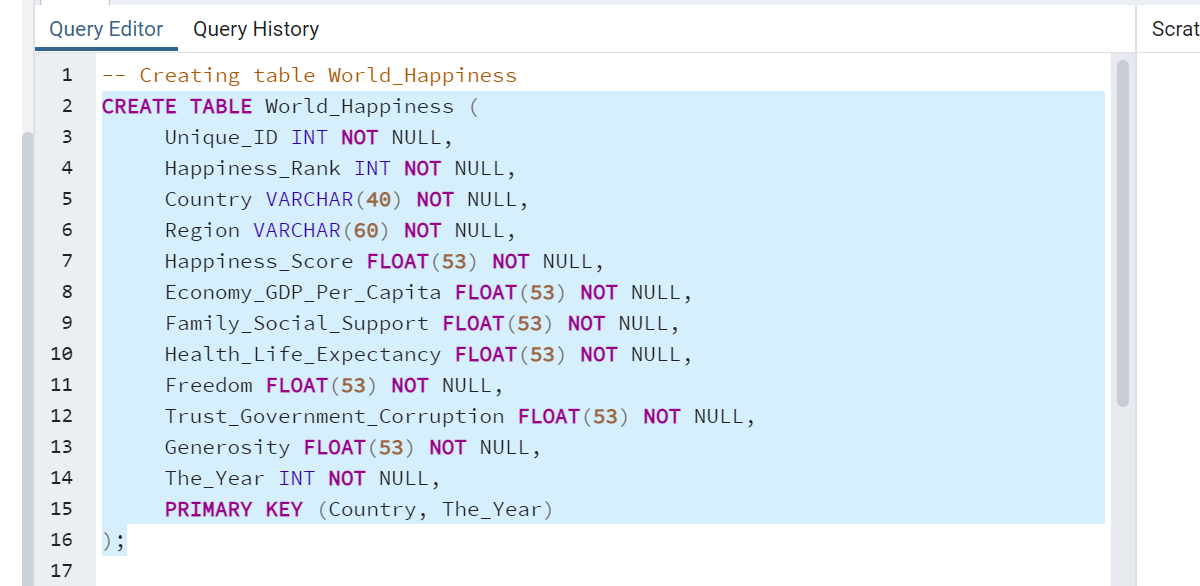 Query Editor Query History Scrat
1 -- Creating table World_Happiness
2 CREATE TABLE World_Happiness (
3 Unique_ID INT NOT NULL,
4 Happiness_Rank INT NOT NULL,
5 Country VARCHAR(40) NOT NULL,
6 Region VARCHAR(60) NOT NULL,
7 Happiness_Score FLOAT(53) NOT NULL,
8 Economy_GDP_Per_Capita FLOAT(53) NOT NULL,
9 Family_Social_Support FLOAT(53) NOT NULL,
10 Health_Life_Expectancy FLOAT(53) NOT NULL,
11 Freedom FLOAT(53) NOT NULL,
12 Trust_Government_Corruption FLOAT(53) NOT NULL,
13 Generosity FLOAT(53) NOT NULL,
14 The_Year INT NOT NULL,
15 PRIMARY KEY (Country, The_Year)
16 );
17